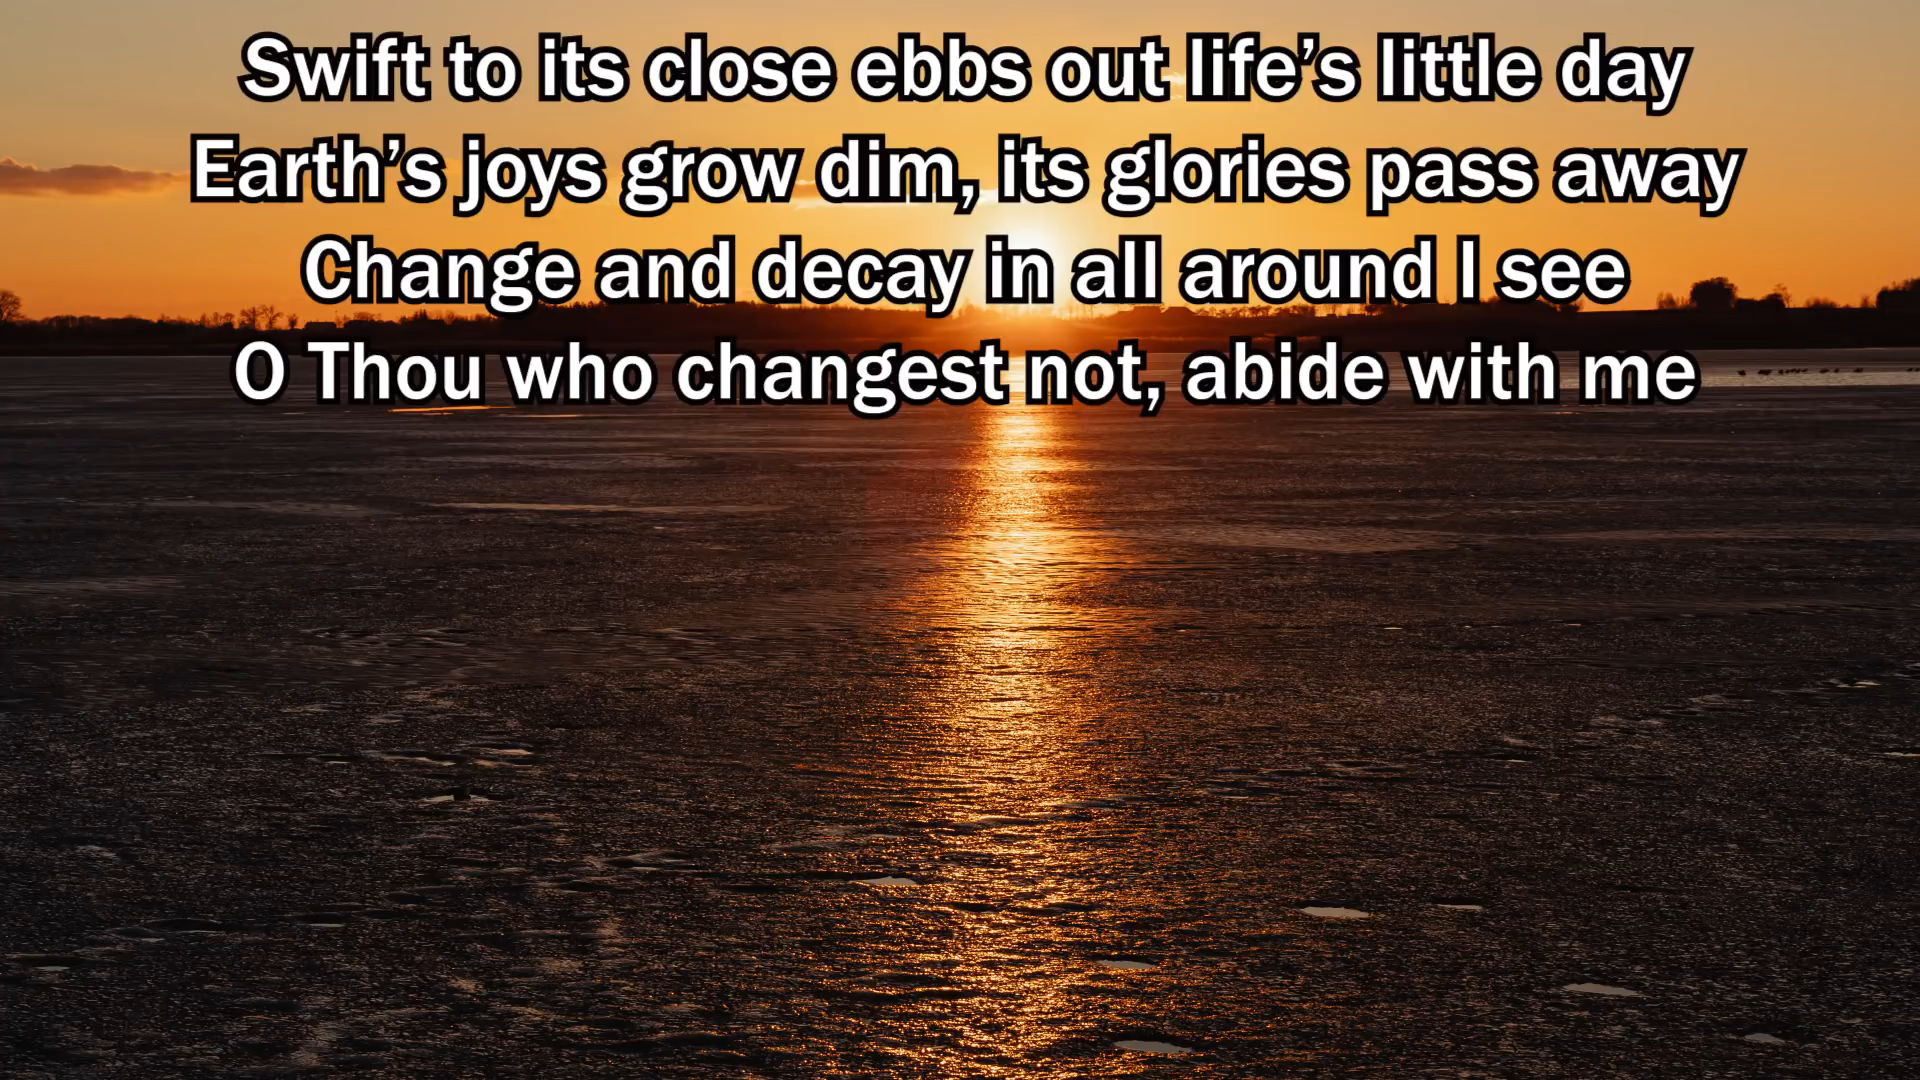 Swift to its close ebbs out life’s little day
Earth’s joys grow dim, its glories pass away
Change and decay in all around I see
O Thou who changest not, abide with me